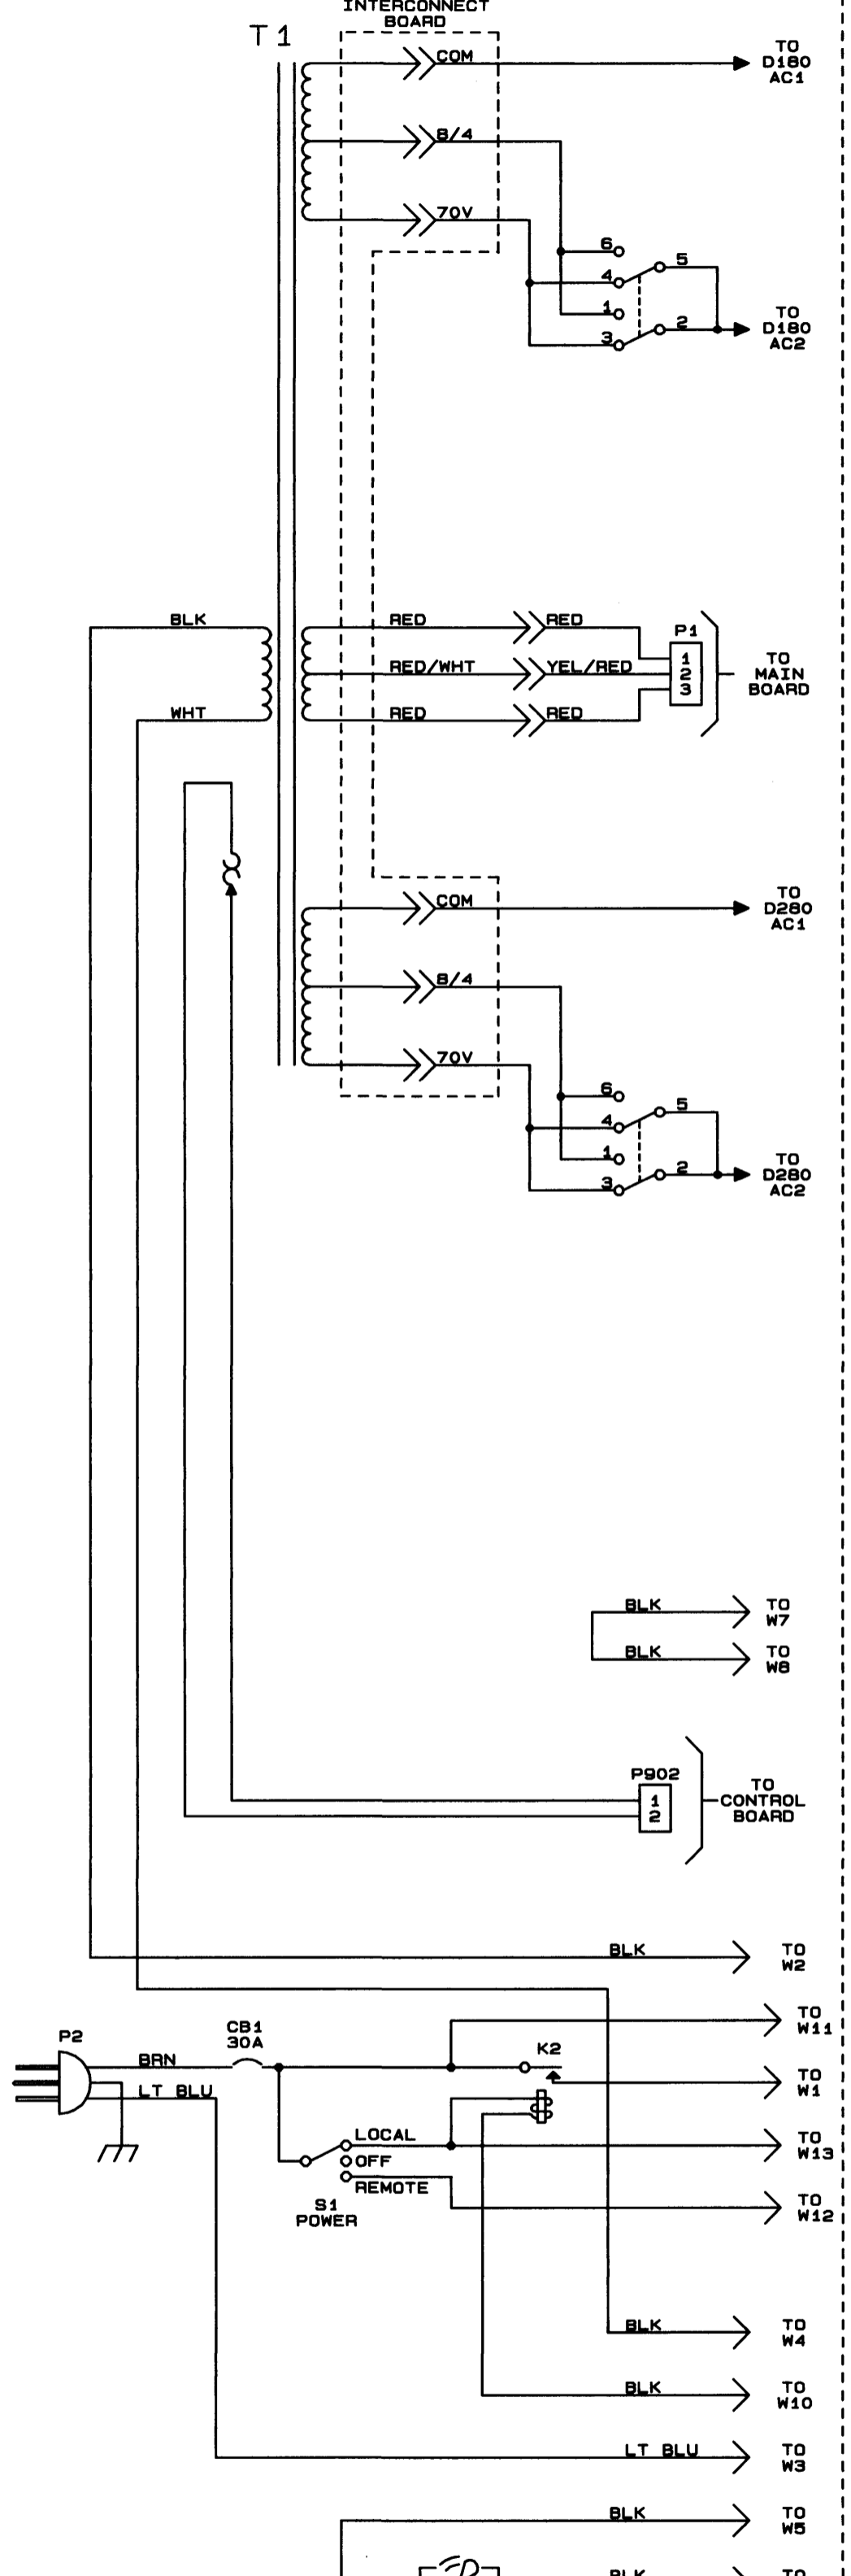 INTERCONNECT
BOARD
T1
COM
TO
D180
AC1
8/4
70V
6
5
4
1
TO
D180
AC2
2
3
BLK
RED
RED
P1
1
TO
MAIN
BOARD
RED/WHT
YEL/RED
2
3
WHT
RED
RED
COM
TO
D280
AC1
8/4
70V
6
5
4
1
TO
D280
AC2
2
3
BLK
TO
W7
BLK
TO
W8
P902
1
2
TO
CONTROL
BOARD
BLK
TO
W2
TO
W11
P2
CB1
30A
K2
BRN
TO
W1
LT BLU
LOCAL
TO
W13
OFF
REMOTE
S1
POWER
TO
W12
BLK
TO
W4
BLK
TO
W10
LT BLU
TO
W3
BLK
TO
W5
BLK
TO